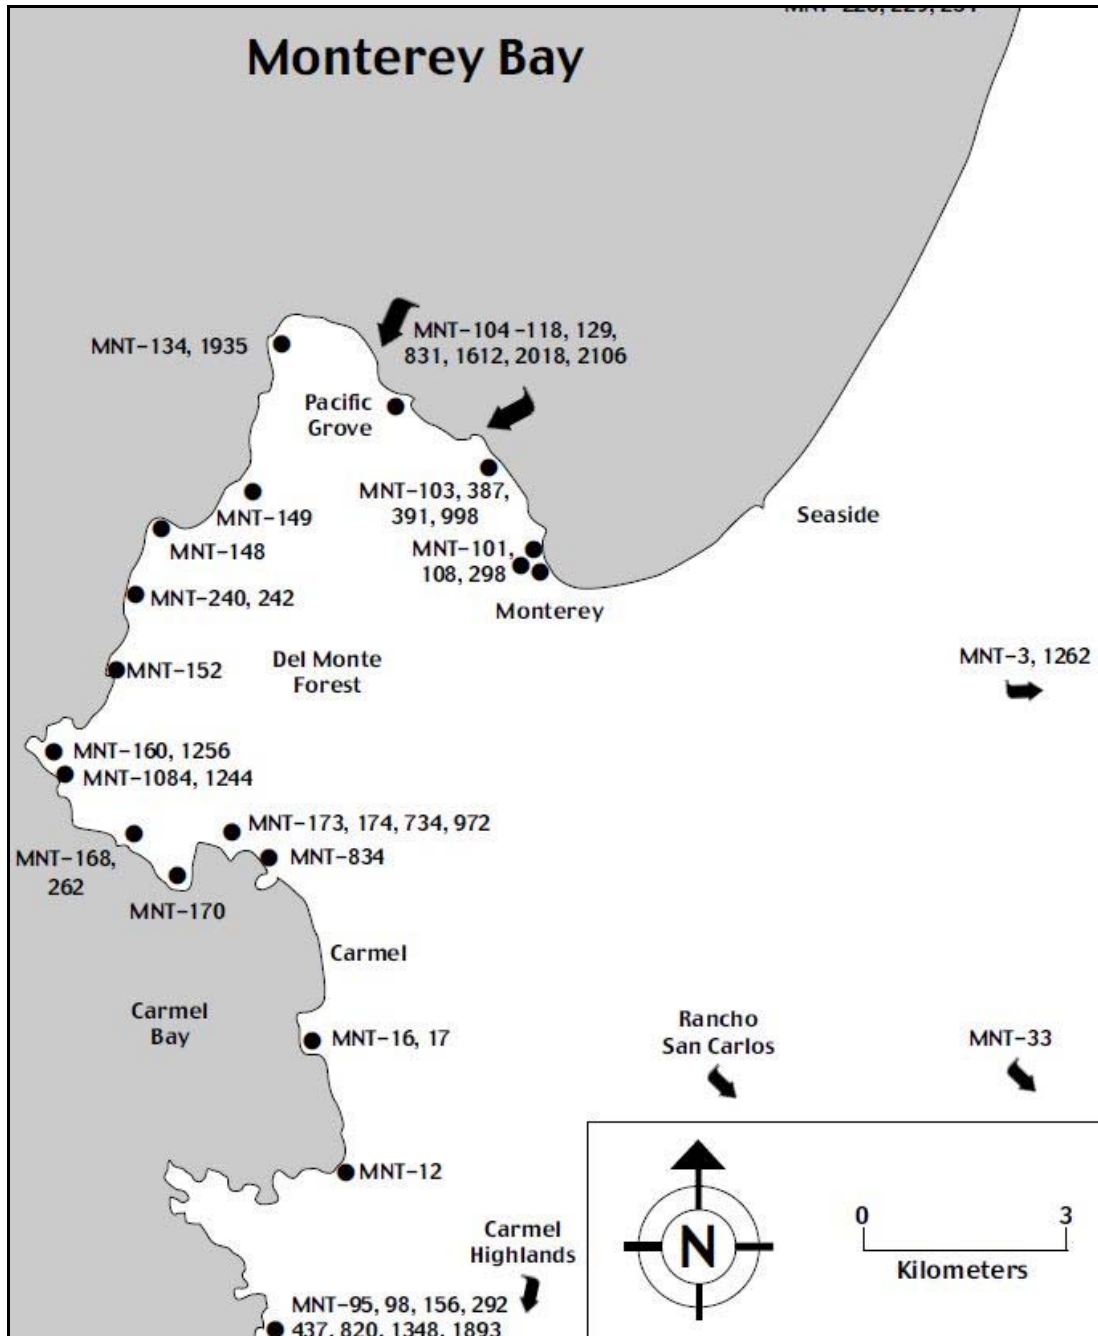 MNT-228, 229, 234
Monterey Bay
MNT-104 -118, 129,
831, 1612, 2018, 2106
MNT-134, 1935
Pacific
Grove
MNT-103, 387,
391, 998
MNT-149
Seaside
MNT-148
MNT-101,
108, 298
MNT-240, 242
Monterey
Del Monte
Forest
MNT-152
MNT-3, 1262
MNT-160, 1256
MNT-1084, 1244
MNT-173, 174, 734, 972
MNT-168,
262
MNT-834
MNT-170
Carmel
Carmel
Bay
Rancho
San Carlos
MNT-16, 17
MNT-33
MNT-12
Carmel
Highlands
N
0 3
Kilometers
MNT-95, 98, 156, 292
437, 820, 1348, 1893